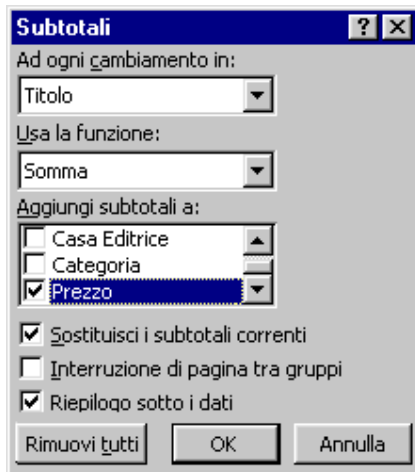 Subtotali
Ad ogni cambiamento in:
Titolo
Usa la funzione:
Somma
Aggiungi subtotali a:
Casa Editrice
Categoria
Prezzo
Sostituisci i subtotali correnti
Interruzione di pagina tra gruppi
Riepilogo sotto i dati
Rimuovi tutti OK Annulla